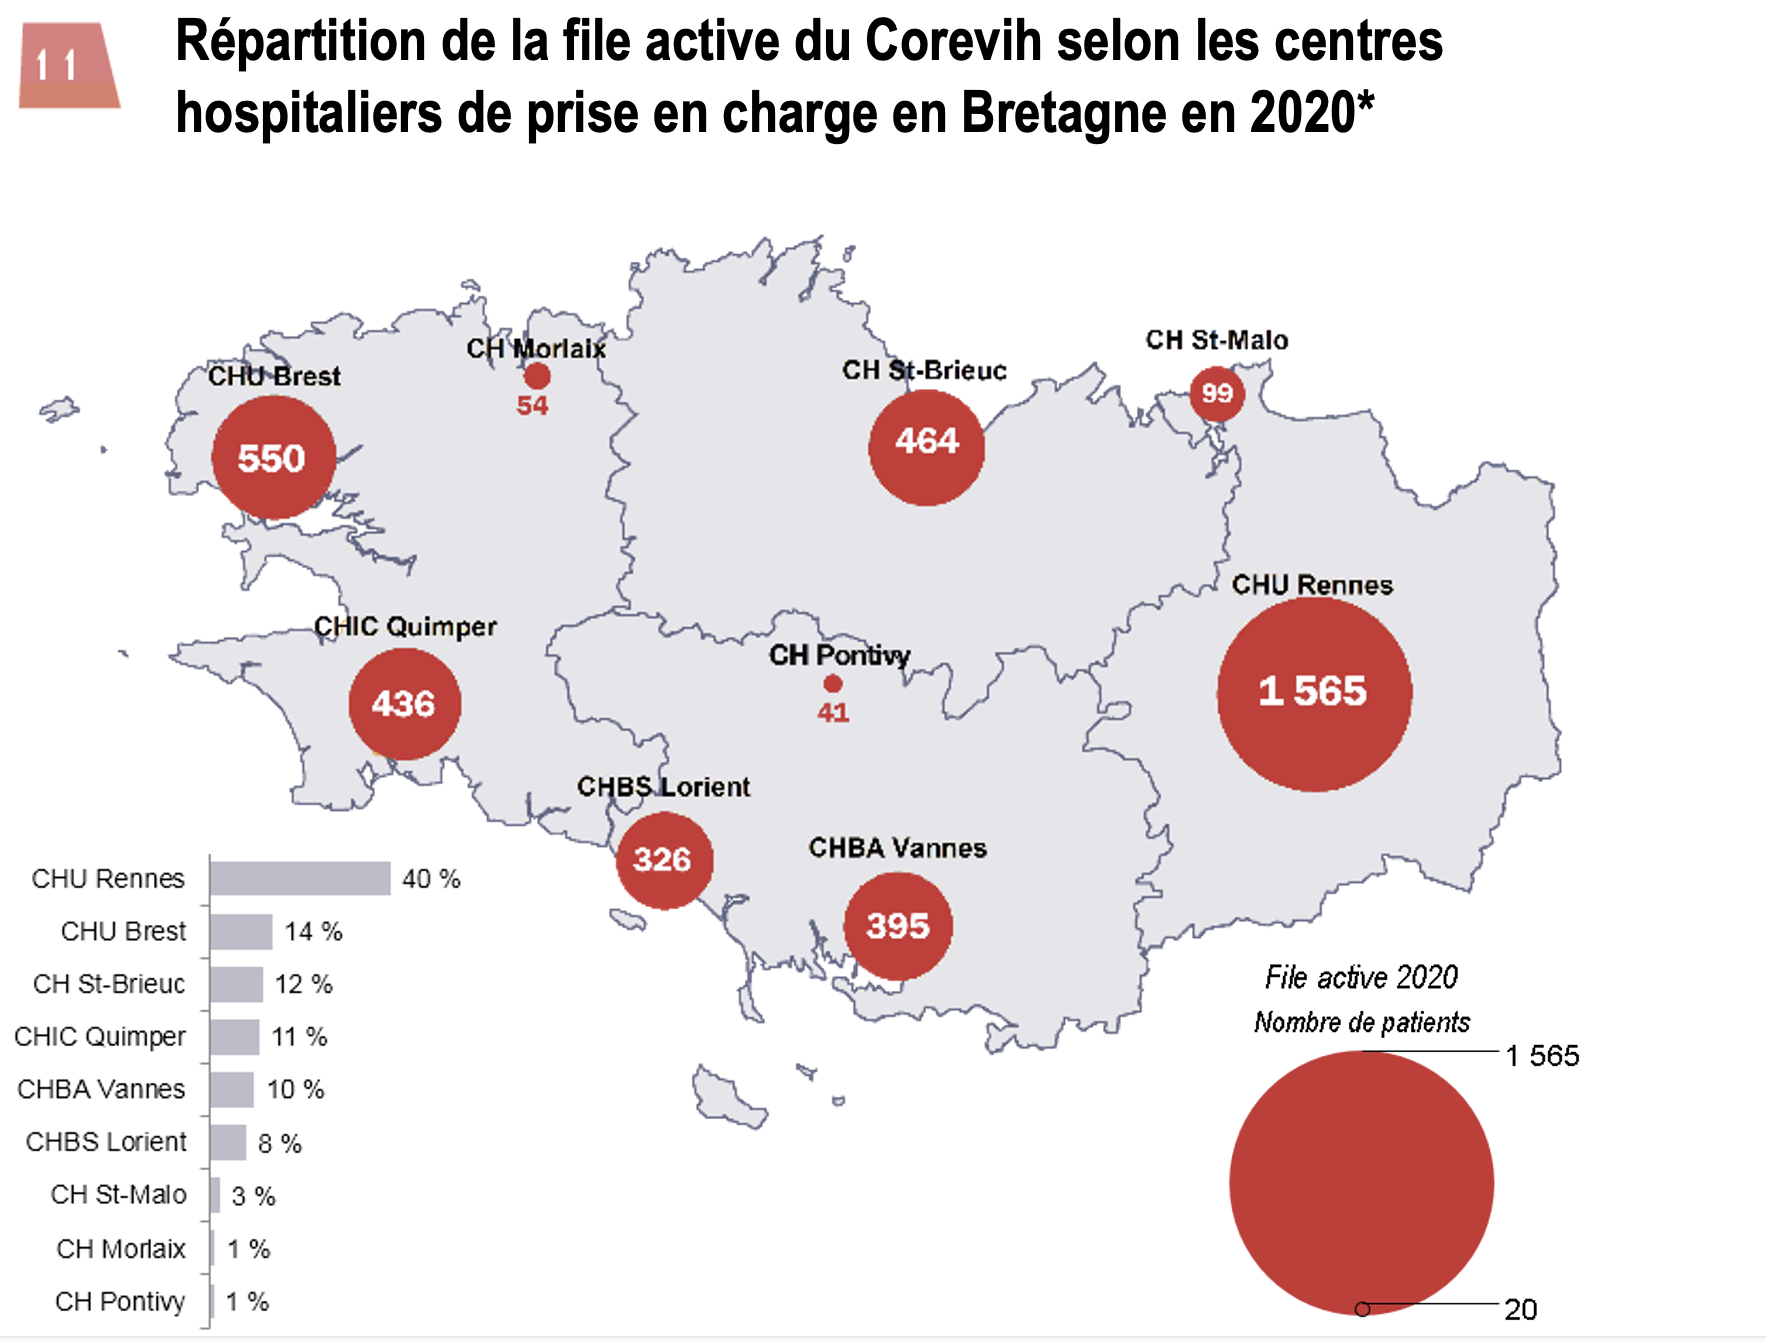 11
Répartition de la file active du Corevih selon les centres
hospitaliers de prise en charge en Bretagne en 2020*
CH St-Malo
99
CH Morlaix
54
CH St-Brieuc
464
CHU Brest
550
CHU Rennes
1 565
CHIC Quimper
436
CH Pontivy
41
CHBS Lorient
326
CHBA Vannes
395
CHU Rennes 40 %
CHU Brest 14 %
CH St-Brieuc 12 %
CHIC Quimper 11 %
CHBA Vannes 10 %
CHBS Lorient 8 %
CH St-Malo 3 %
CH Morlaix 1 %
CH Pontivy 1 %
File active 2020
Nombre de patients
1 565
20